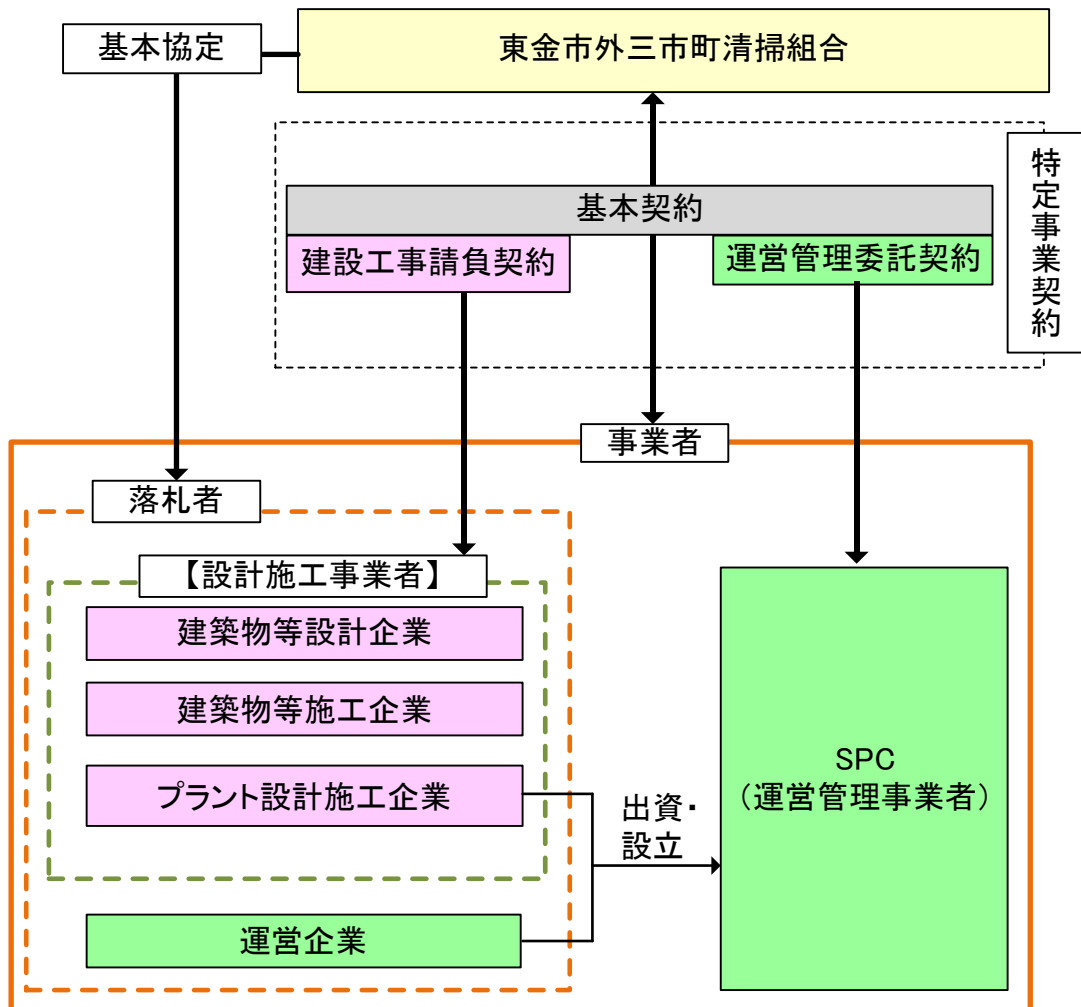 基本協定
東金市外三市町清掃組合
特定事業契約
基本契約
建設工事請負契約
運営管理委託契約
事業者
落札者
【設計施工事業者】
建築物等設計企業
建築物等施工企業
プラント設計施工企業
運営企業
出資・
設立
SPC
（運営管理事業者）